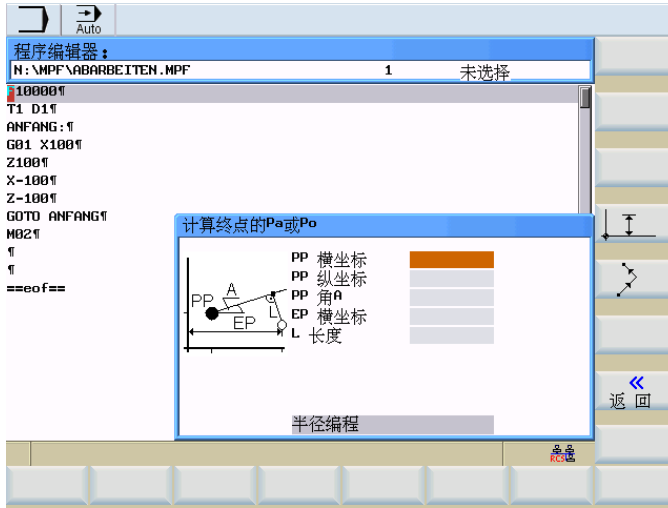 Auto
程序编辑器：
N:\MPF\ABARBEITEN.MPF 1 未选择
F10000¶
T1 D1¶
ANFANG:¶
G01 X100¶
Z100¶
X-100¶
Z-100¶
GOTO ANFANG¶
M02¶
¶
¶
==eof==
计算终点的Pa或Po
PP 横坐标
PP 纵坐标
PP 角A
EP 横坐标
L 长度
A
PP
L
EP
半径编程
返回
RCS